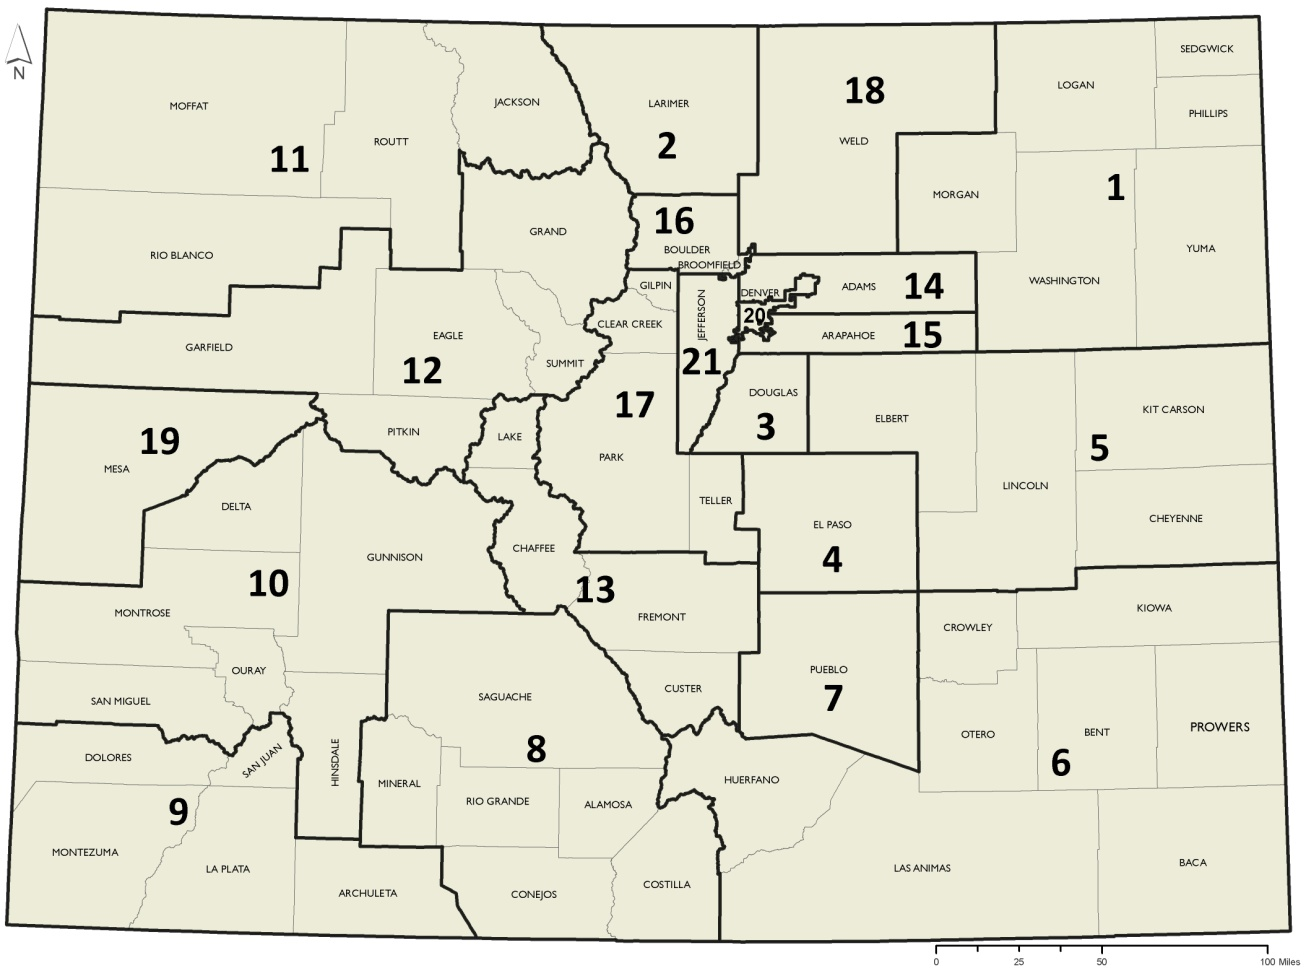 N
SEDGWICK
MOFFAT
JACKSON
LARIMER
18
LOGAN
PHILLIPS
ROUTT
2
WELD
11
1
MORGAN
GRAND
16
RIO BLANCO
BOULDER
YUMA
BROOMFIELD
WASHINGTON
GILPIN
DENVER
ADAMS
14
JEFFERSON
20
CLEAR CREEK
EAGLE
ARAPAHOE
15
GARFIELD
SUMMIT
21
12
DOUGLAS
17
KIT CARSON
ELBERT
3
PITKIN
LAKE
19
5
PARK
MESA
LINCOLN
TELLER
DELTA
CHEYENNE
EL PASO
CHAFFEE
GUNNISON
4
10
13
MONTROSE
FREMONT
KIOWA
CROWLEY
OURAY
PUEBLO
CUSTER
SAGUACHE
7
SAN MIGUEL
PROWERS
BENT
OTERO
8
DOLORES
SAN JUAN
HINSDALE
6
MINERAL
HUERFANO
RIO GRANDE
ALAMOSA
9
MONTEZUMA
LA PLATA
LAS ANIMAS
BACA
COSTILLA
ARCHULETA
CONEJOS
0 25 50 100 Miles